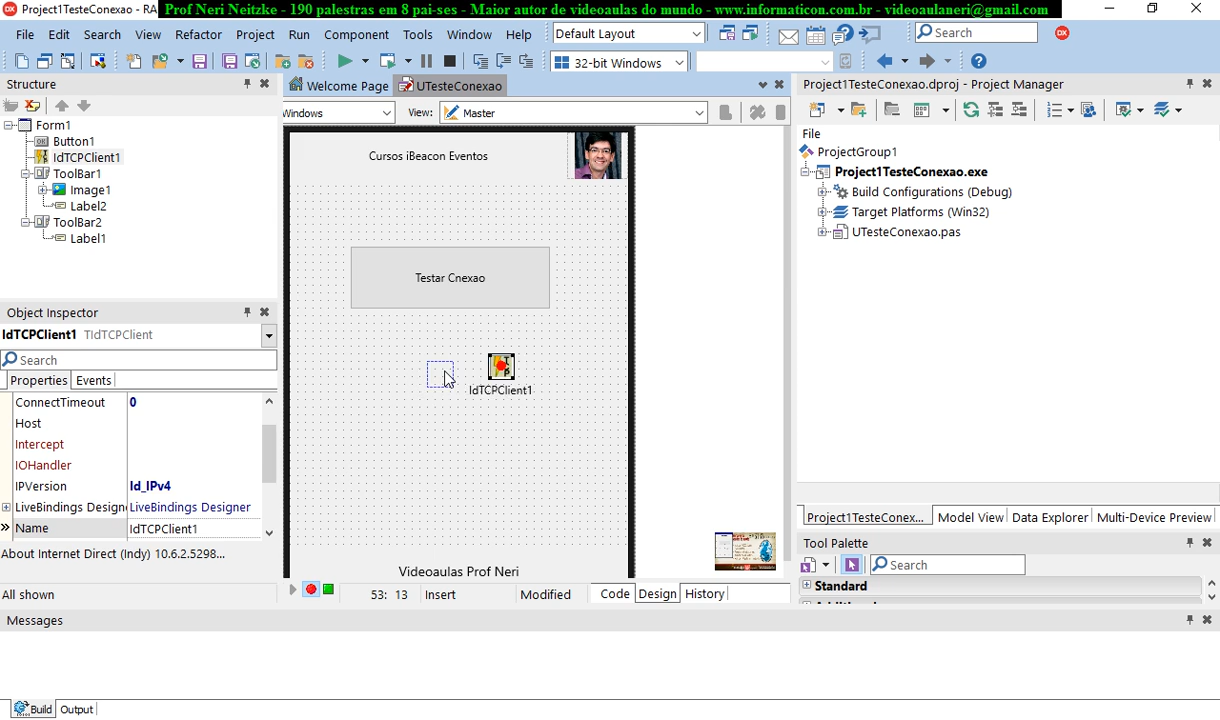 Project1TesteConexao - RA
Prof Neri Neitzke - 190 palestras em 8 pai-ses - Maior autor de videoaulas do mundo - www.informaticon.com.br - videoaulaneri@gmail.com
File Edit Search View Refactor Project Run Component Tools Window Help
Default Layout
Search
32-bit Windows
Structure
Form1
Button1
IdTCPClient1
ToolBar1
Image1
Label2
ToolBar2
Label1
Object Inspector
IdTCPClient1 TIdTCPClient
Search
Properties Events
ConnectTimeout 0
Host
Intercept
IOHandler
IPVersion Id_IPv4
LiveBindings Design LiveBindings Designer
Name IdTCPClient1
About Internet Direct (Indy) 10.6.2.5298...
All shown
Welcome Page UTesteConexao
Windows View: Master
Cursos iBeacon Eventos
Testar Cnexao
IdTCPClient1
Videoaulas Prof Neri
53: 13 Insert Modified Code Design History
Project1TesteConexao.dproj - Project Manager
File
ProjectGroup1
Project1TesteConexao.exe
Build Configurations (Debug)
Target Platforms (Win32)
UTesteConexao.pas
Project1TesteConex... Model View Data Explorer Multi-Device Preview
Tool Palette
Search
Standard
Messages
Build Output